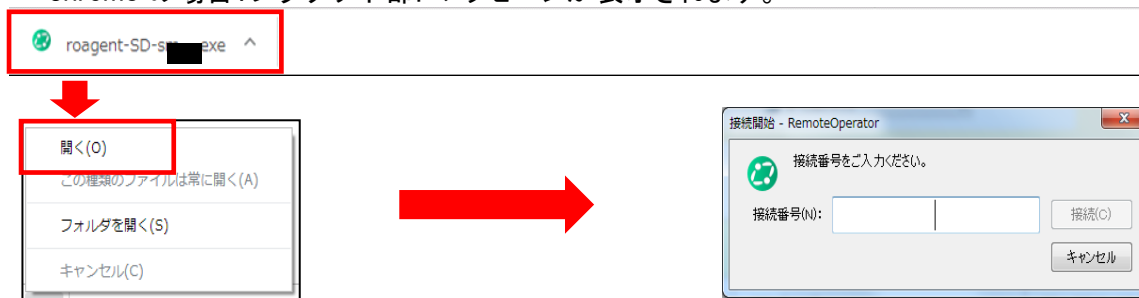 roagent-SD-sm exe
開く(O)
この種類のファイルは常に開く(A)
フォルダを開く(S)
キャンセル(C)
接続開始 - RemoteOperator
接続番号をご入力ください。
接続番号(N):
接続(C)
キャンセル